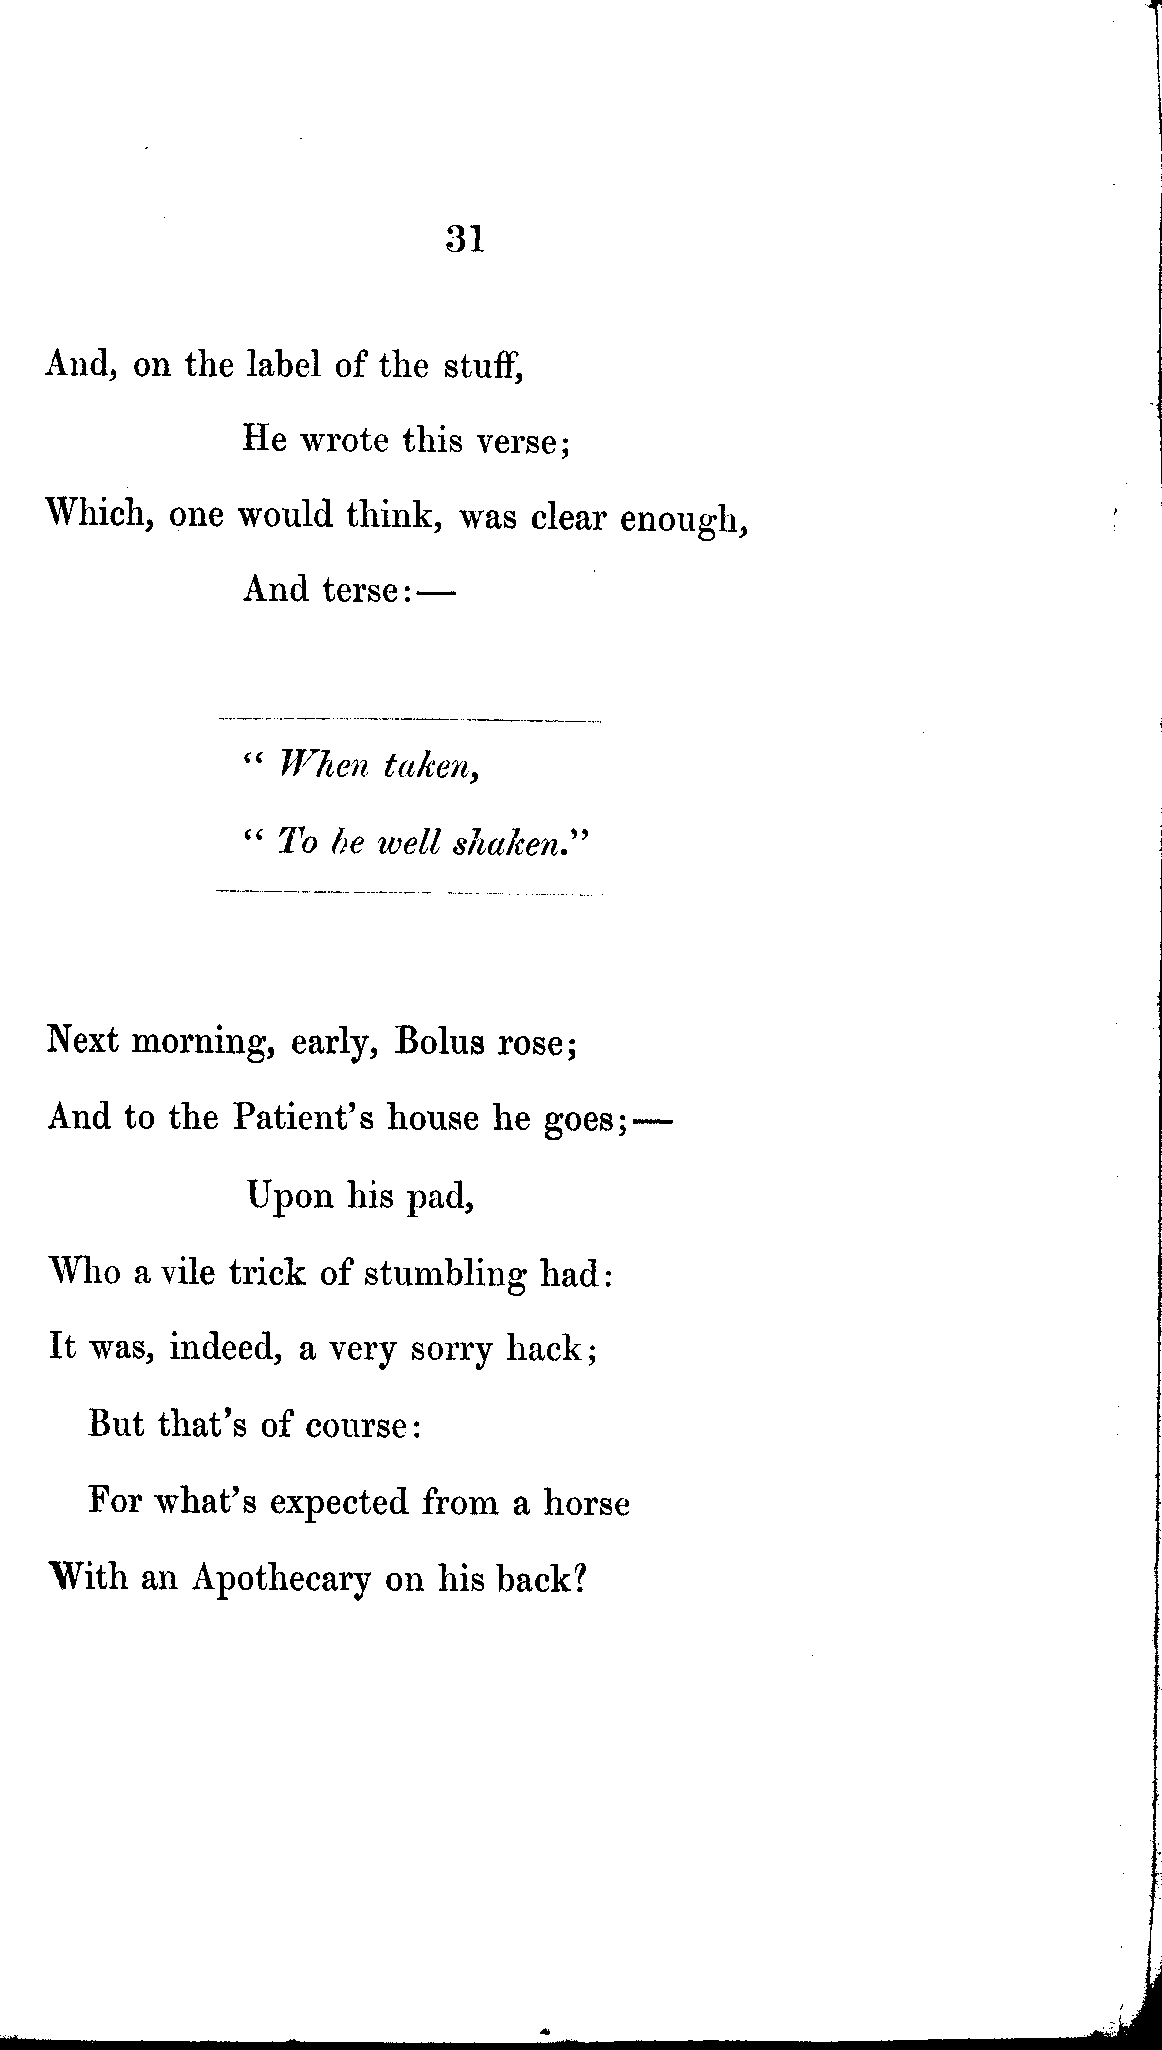 31
And, on the label of the stuff,
He wrote this verse;
Which, one would think, was clear enough,
And terse:—
“ When taken,
“ To be well shaken.”
Next morning, early, Bolus rose;
And to the Patient's house he goes;—
Upon his pad,
Who a vile trick of stumbling had:
It was, indeed, a very sorry hack;
But that's of course:
For what's expected from a horse
With an Apothecary on his back?